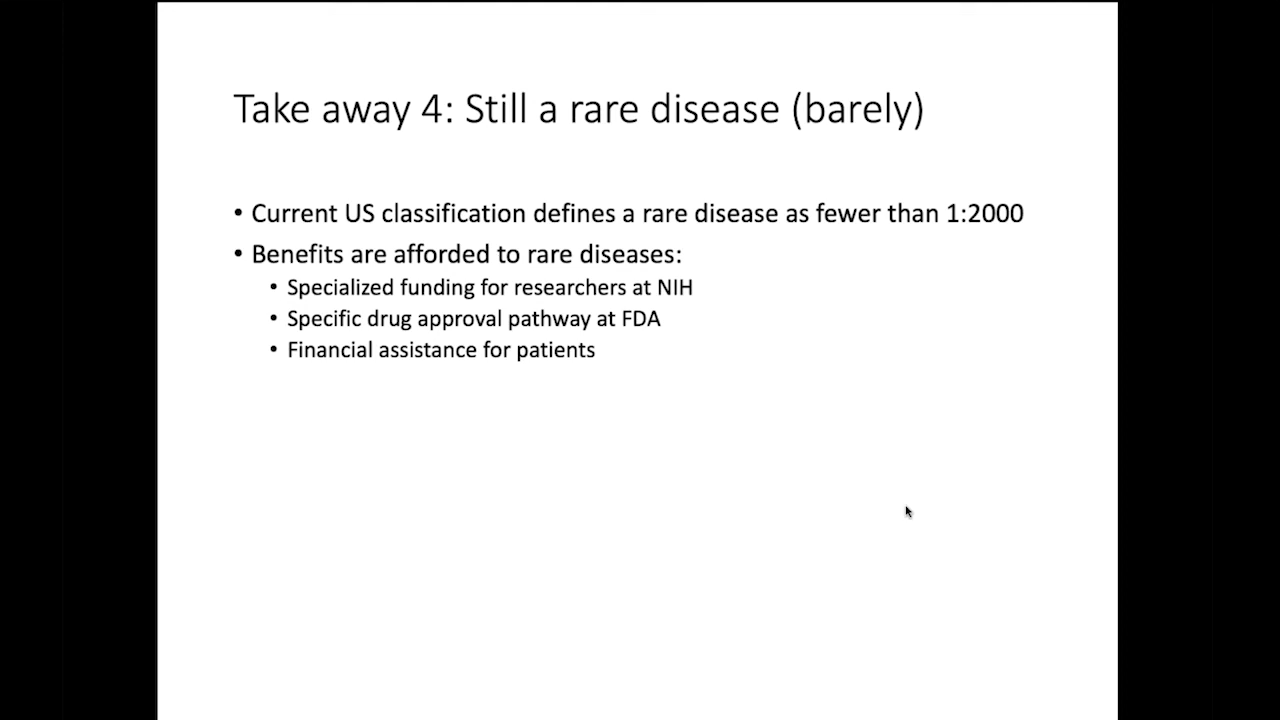 Take away 4: Still a rare disease (barely)
• Current US classification defines a rare disease as fewer than 1:2000
• Benefits are afforded to rare diseases:
• Specialized funding for researchers at NIH
• Specific drug approval pathway at FDA
• Financial assistance for patients